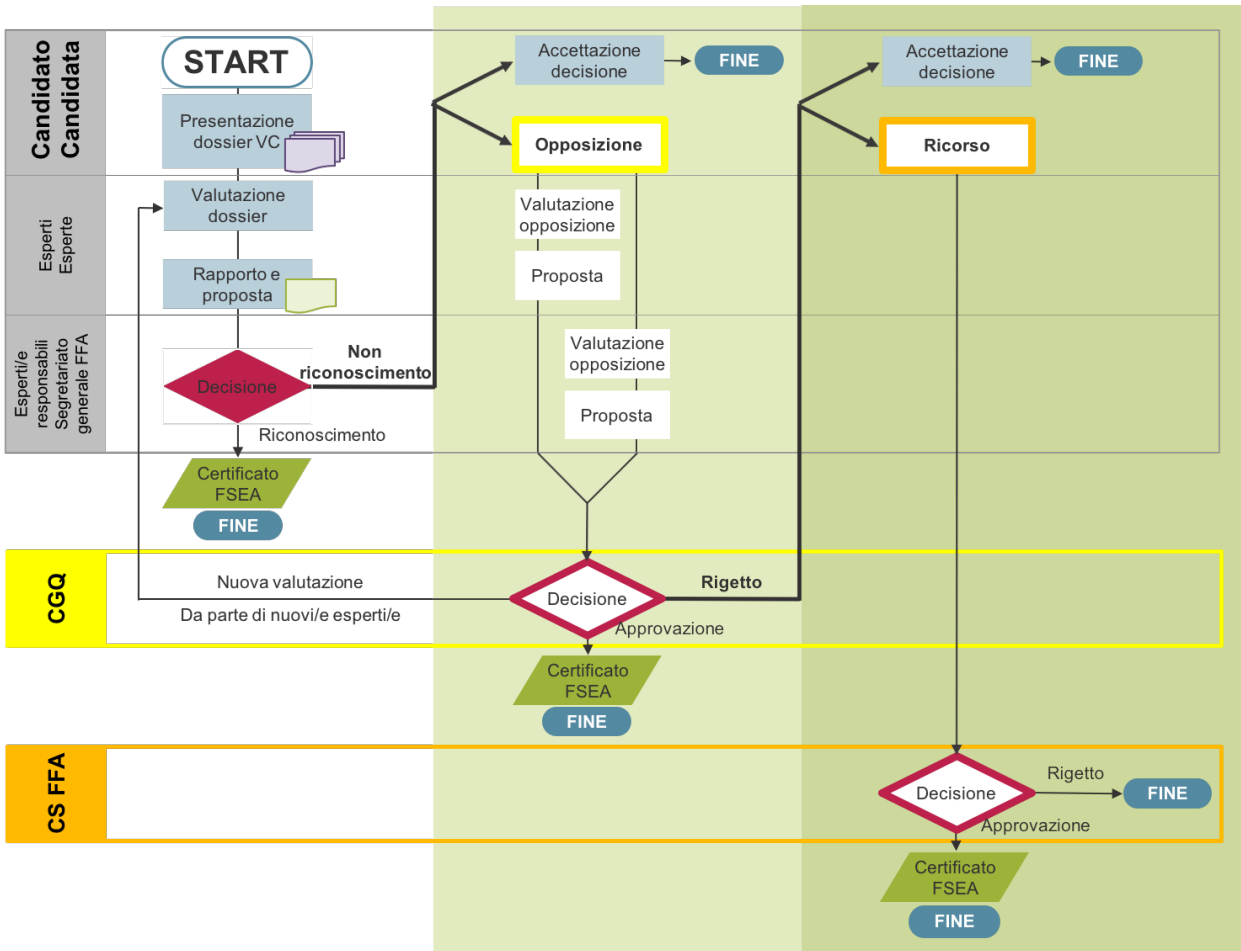 Candidato
Candidata
START
Presentazione
dossier VC
Accettazione
decisione
FINE
Opposizione
Accettazione
decisione
FINE
Ricorso
Esperti
Esperte
Valutazione
dossier
Rapporto e
proposta
Valutazione
opposizione
Proposta
Esperti/e
responsabili
Segretariato
generale FFA
Decisione
Non
riconoscimento
Riconoscimento
Valutazione
opposizione
Proposta
Certificato
FSEA
FINE
CGQ
Nuova valutazione
Da parte di nuovi/e esperti/e
Decisione
Rigetto
Approvazione
Certificato
FSEA
FINE
CS FFA
Decisione
Rigetto
FINE
Approvazione
Certificato
FSEA
FINE